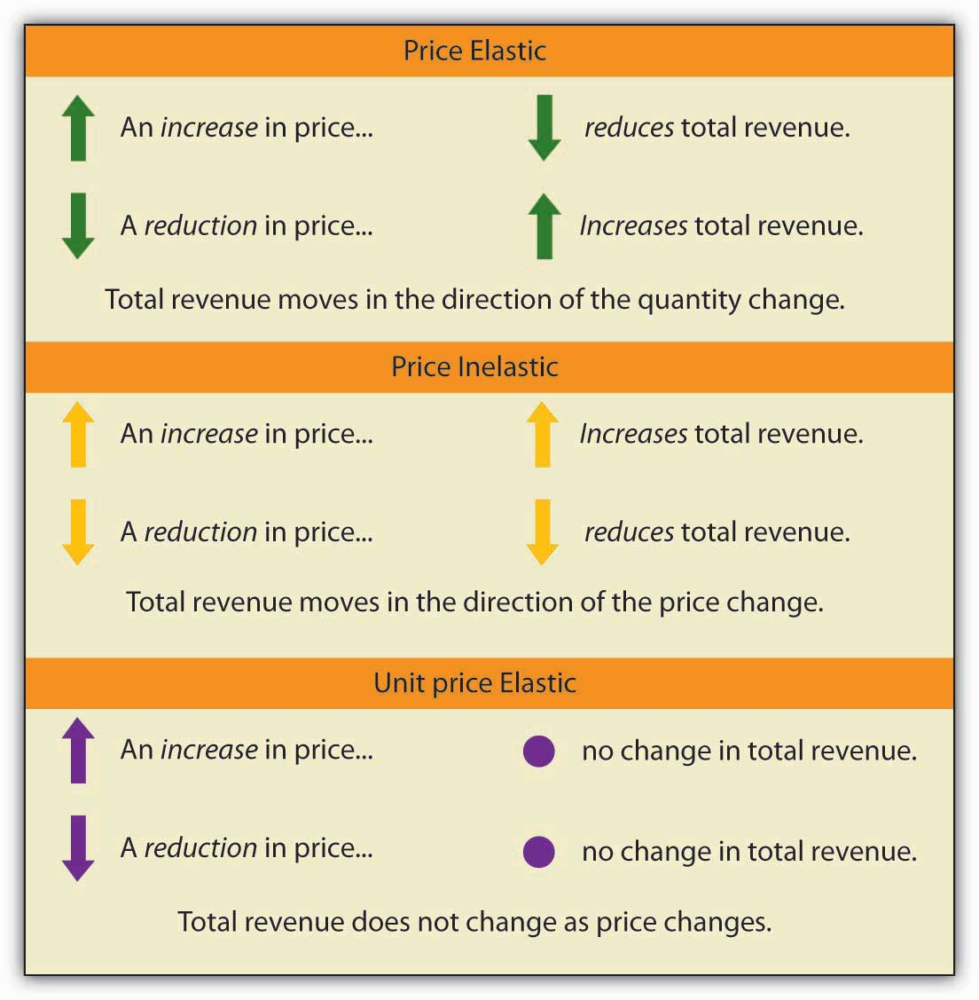 Price Elastic
An increase in price... reduces total revenue.
A reduction in price... Increases total revenue.
Total revenue moves in the direction of the quantity change.
Price Inelastic
An increase in price... Increases total revenue.
A reduction in price... reduces total revenue.
Total revenue moves in the direction of the price change.
Unit price Elastic
An increase in price... no change in total revenue.
A reduction in price... no change in total revenue.
Total revenue does not change as price changes.